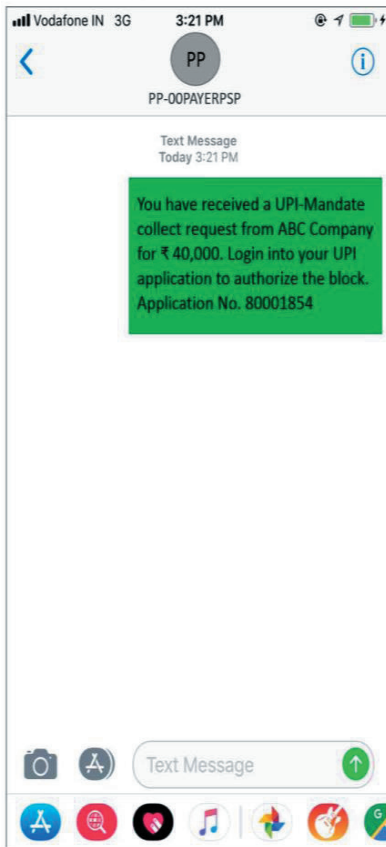 Vodafone IN 3G 3:21 PM
PP
PP-00PAYERPSP
Text Message
Today 3:21 PM
You have received a UPI-Mandate
collect request from ABC Company
for ₹ 40,000. Login into your UPI
application to authorize the block.
Application No. 80001854
Text Message
G